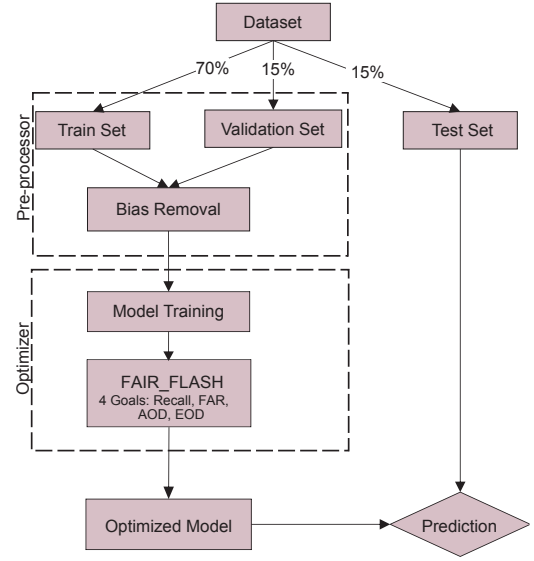 Dataset
70%
15%
15%
Pre-processor
Train Set
Validation Set
Test Set
Bias Removal
Optimizer
Model Training
FAIR_FLASH
4 Goals: Recall, FAR,
AOD, EOD
Optimized Model
Prediction